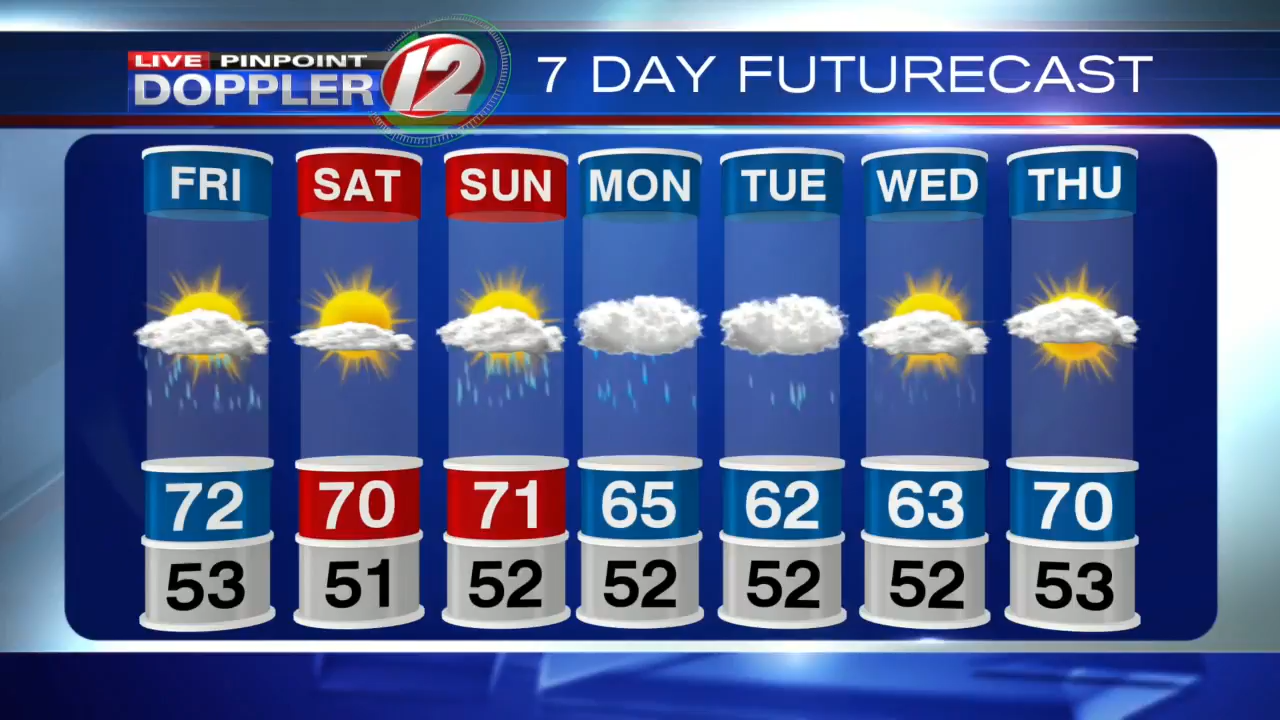 LIVE PINPOINT
DOPPLER 12
7 DAY FUTURECAST
FRI SAT SUN MON TUE WED THU
72 70 71 65 62 63 70
53 51 52 52 52 52 53